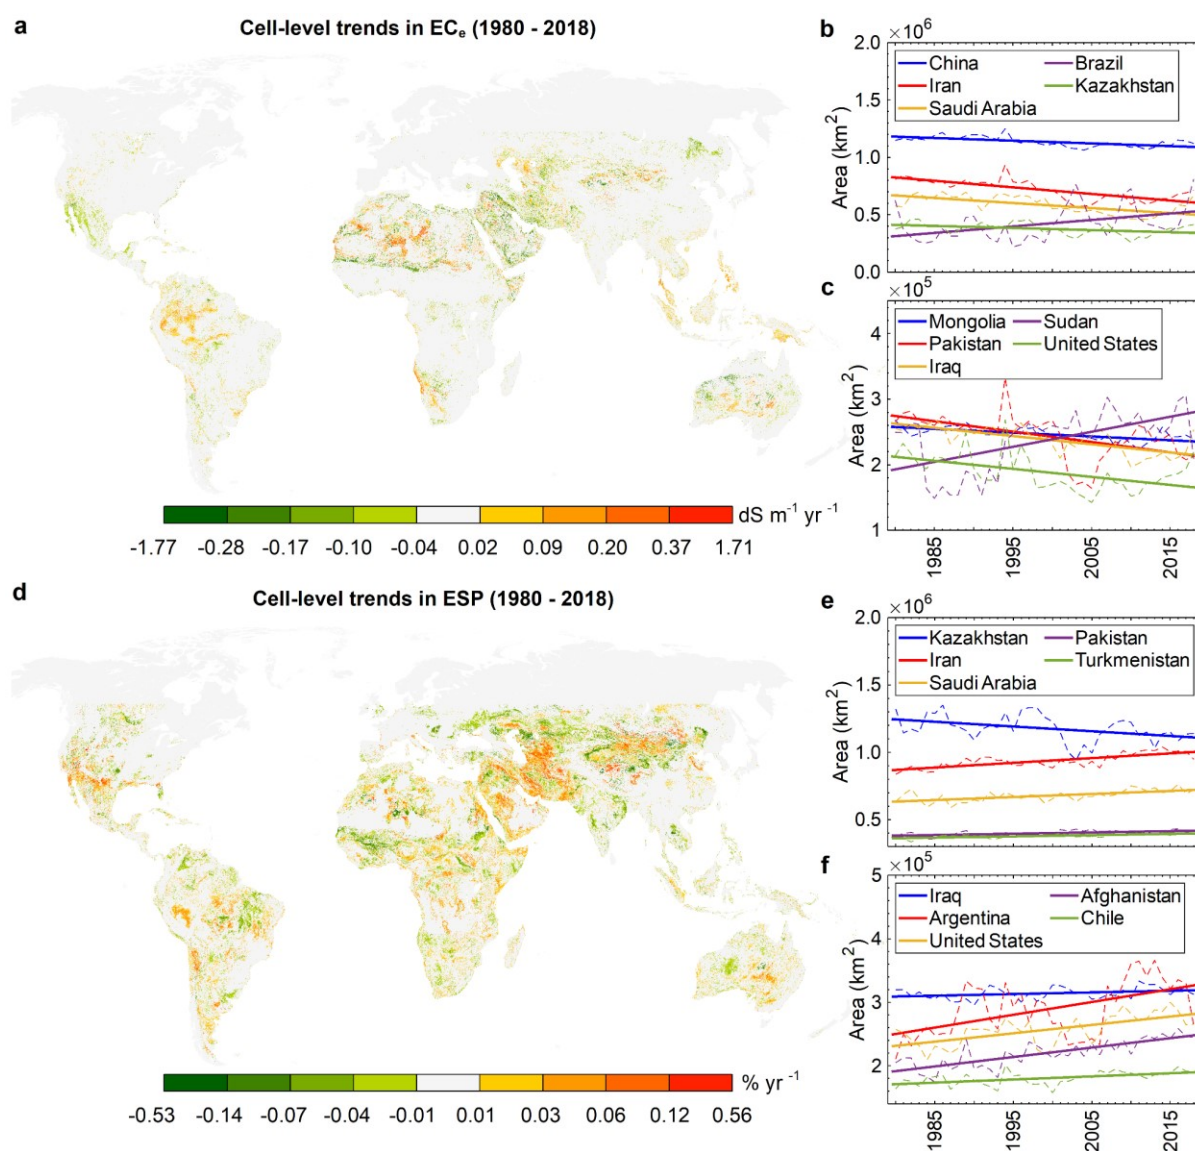 a
Cell-level trends in ECe (1980 - 2018)
dS m-1 yr -1
-1.77 -0.28 -0.17 -0.10 -0.04 0.02 0.09 0.20 0.37 1.71
b
×10^6
2.0
1.5
1.0
0.5
0.0
Area (km2)
China Brazil
Iran Kazakhstan
Saudi Arabia
c
×10^5
4
3
2
1
Area (km2)
Mongolia Sudan
Pakistan United States
Iraq
1985 1995 2005 2015
d
Cell-level trends in ESP (1980 - 2018)
% yr -1
-0.53 -0.14 -0.07 -0.04 -0.01 0.01 0.03 0.06 0.12 0.56
e
×10^6
2.0
1.5
1.0
0.5
Area (km2)
Kazakhstan Pakistan
Iran Turkmenistan
Saudi Arabia
f
×10^5
5
4
3
2
Area (km2)
Iraq Afghanistan
Argentina Chile
United States
1985 1995 2005 2015